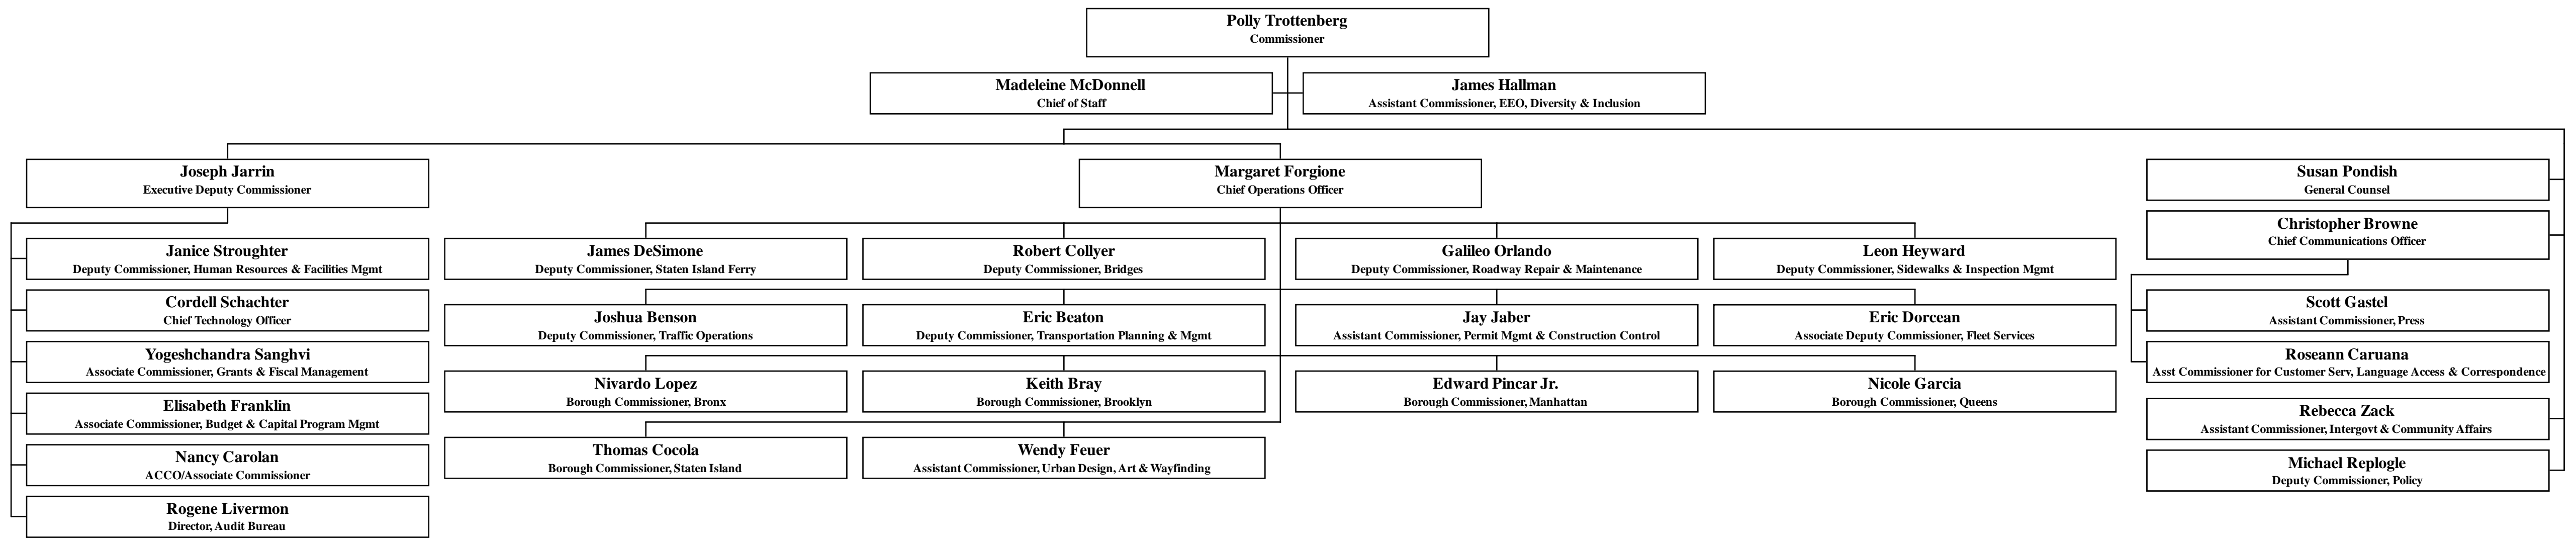 Polly Trottenberg
Commissioner
Madeleine McDonnell
Chief of Staff
James Hallman
Assistant Commissioner, EEO, Diversity & Inclusion
Joseph Jarrin
Executive Deputy Commissioner
Janice Stroughter
Deputy Commissioner, Human Resources & Facilities Mgmt
Cordell Schachter
Chief Technology Officer
Yogeshchandra Sanghvi
Associate Commissioner, Grants & Fiscal Management
Elisabeth Franklin
Associate Commissioner, Budget & Capital Program Mgmt
Nancy Carolan
ACCO/Associate Commissioner
Rogene Livermon
Director, Audit Bureau
Margaret Forgione
Chief Operations Officer
James DeSimone
Deputy Commissioner, Staten Island Ferry
Robert Collyer
Deputy Commissioner, Bridges
Galileo Orlando
Deputy Commissioner, Roadway Repair & Maintenance
Leon Heyward
Deputy Commissioner, Sidewalks & Inspection Mgmt
Joshua Benson
Deputy Commissioner, Traffic Operations
Eric Beaton
Deputy Commissioner, Transportation Planning & Mgmt
Jay Jaber
Assistant Commissioner, Permit Mgmt & Construction Control
Eric Dorcean
Associate Deputy Commissioner, Fleet Services
Nivardo Lopez
Borough Commissioner, Bronx
Keith Bray
Borough Commissioner, Brooklyn
Edward Pincar Jr.
Borough Commissioner, Manhattan
Nicole Garcia
Borough Commissioner, Queens
Thomas Cocola
Borough Commissioner, Staten Island
Wendy Feuer
Assistant Commissioner, Urban Design, Art & Wayfinding
Susan Pondish
General Counsel
Christopher Browne
Chief Communications Officer
Scott Gastel
Assistant Commissioner, Press
Roseann Caruana
Asst Commissioner for Customer Serv, Language Access & Correspondence
Rebecca Zack
Assistant Commissioner, Intergovt & Community Affairs
Michael Replogle
Deputy Commissioner, Policy